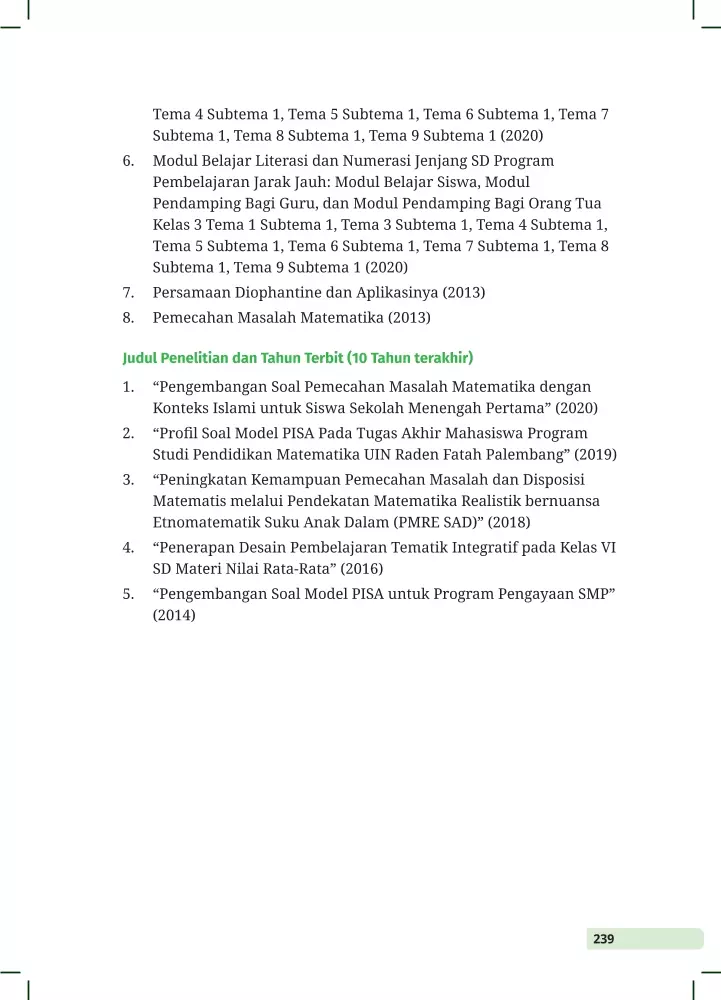 Tema 4 Subtema 1, Tema 5 Subtema 1, Tema 6 Subtema 1, Tema 7
Subtema 1, Tema 8 Subtema 1, Tema 9 Subtema 1 (2020)
6. Modul Belajar Literasi dan Numerasi Jenjang SD Program
Pembelajaran Jarak Jauh: Modul Belajar Siswa, Modul
Pendamping Bagi Guru, dan Modul Pendamping Bagi Orang Tua
Kelas 3 Tema 1 Subtema 1, Tema 3 Subtema 1, Tema 4 Subtema 1,
Tema 5 Subtema 1, Tema 6 Subtema 1, Tema 7 Subtema 1, Tema 8
Subtema 1, Tema 9 Subtema 1 (2020)
7. Persamaan Diophantine dan Aplikasinya (2013)
8. Pemecahan Masalah Matematika (2013)
Judul Penelitian dan Tahun Terbit (10 Tahun terakhir)
1. “Pengembangan Soal Pemecahan Masalah Matematika dengan
Konteks Islami untuk Siswa Sekolah Menengah Pertama” (2020)
2. “Profil Soal Model PISA Pada Tugas Akhir Mahasiswa Program
Studi Pendidikan Matematika UIN Raden Fatah Palembang” (2019)
3. “Peningkatan Kemampuan Pemecahan Masalah dan Disposisi
Matematis melalui Pendekatan Matematika Realistik bernuansa
Etnomatematik Suku Anak Dalam (PMRE SAD)” (2018)
4. “Penerapan Desain Pembelajaran Tematik Integratif pada Kelas VI
SD Materi Nilai Rata-Rata” (2016)
5. “Pengembangan Soal Model PISA untuk Program Pengayaan SMP”
(2014)
239